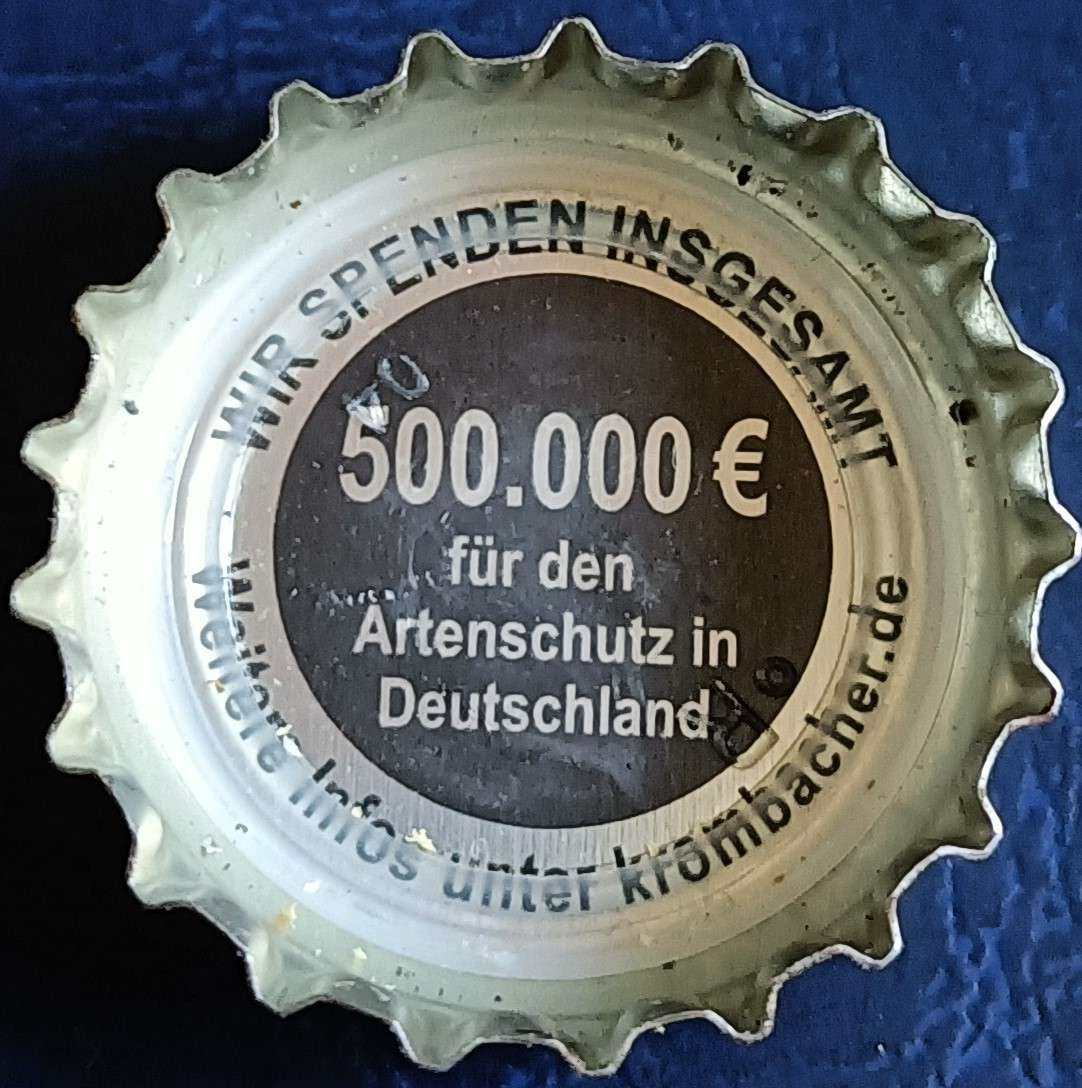 WIR SPENDEN INSGESAMT
500.000 €
für den
Artenschutz in
Deutschland
Weitere Infos unter krombacher.de